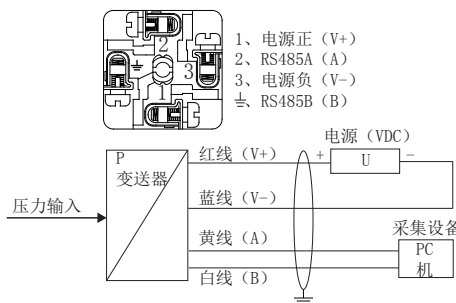 2
3
1
1、电源正（V+）
2、RS485A（A）
3、电源负（V-）
⏚、RS485B（B）
电源（VDC）
P
变送器
红线（V+）
+
U
-
蓝线（V-）
压力输入
黄线（A）
采集设备
PC
机
白线（B）